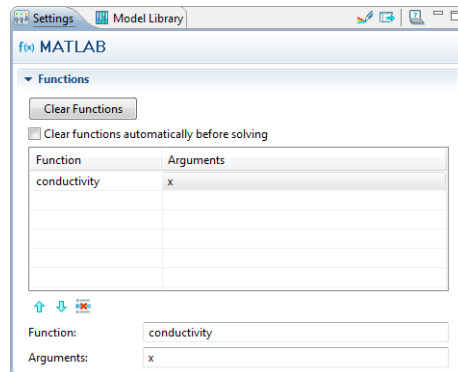 Settings Model Library
f(x) MATLAB
Functions
Clear Functions
Clear functions automatically before solving
Function Arguments
conductivity x
Function: conductivity
Arguments: x